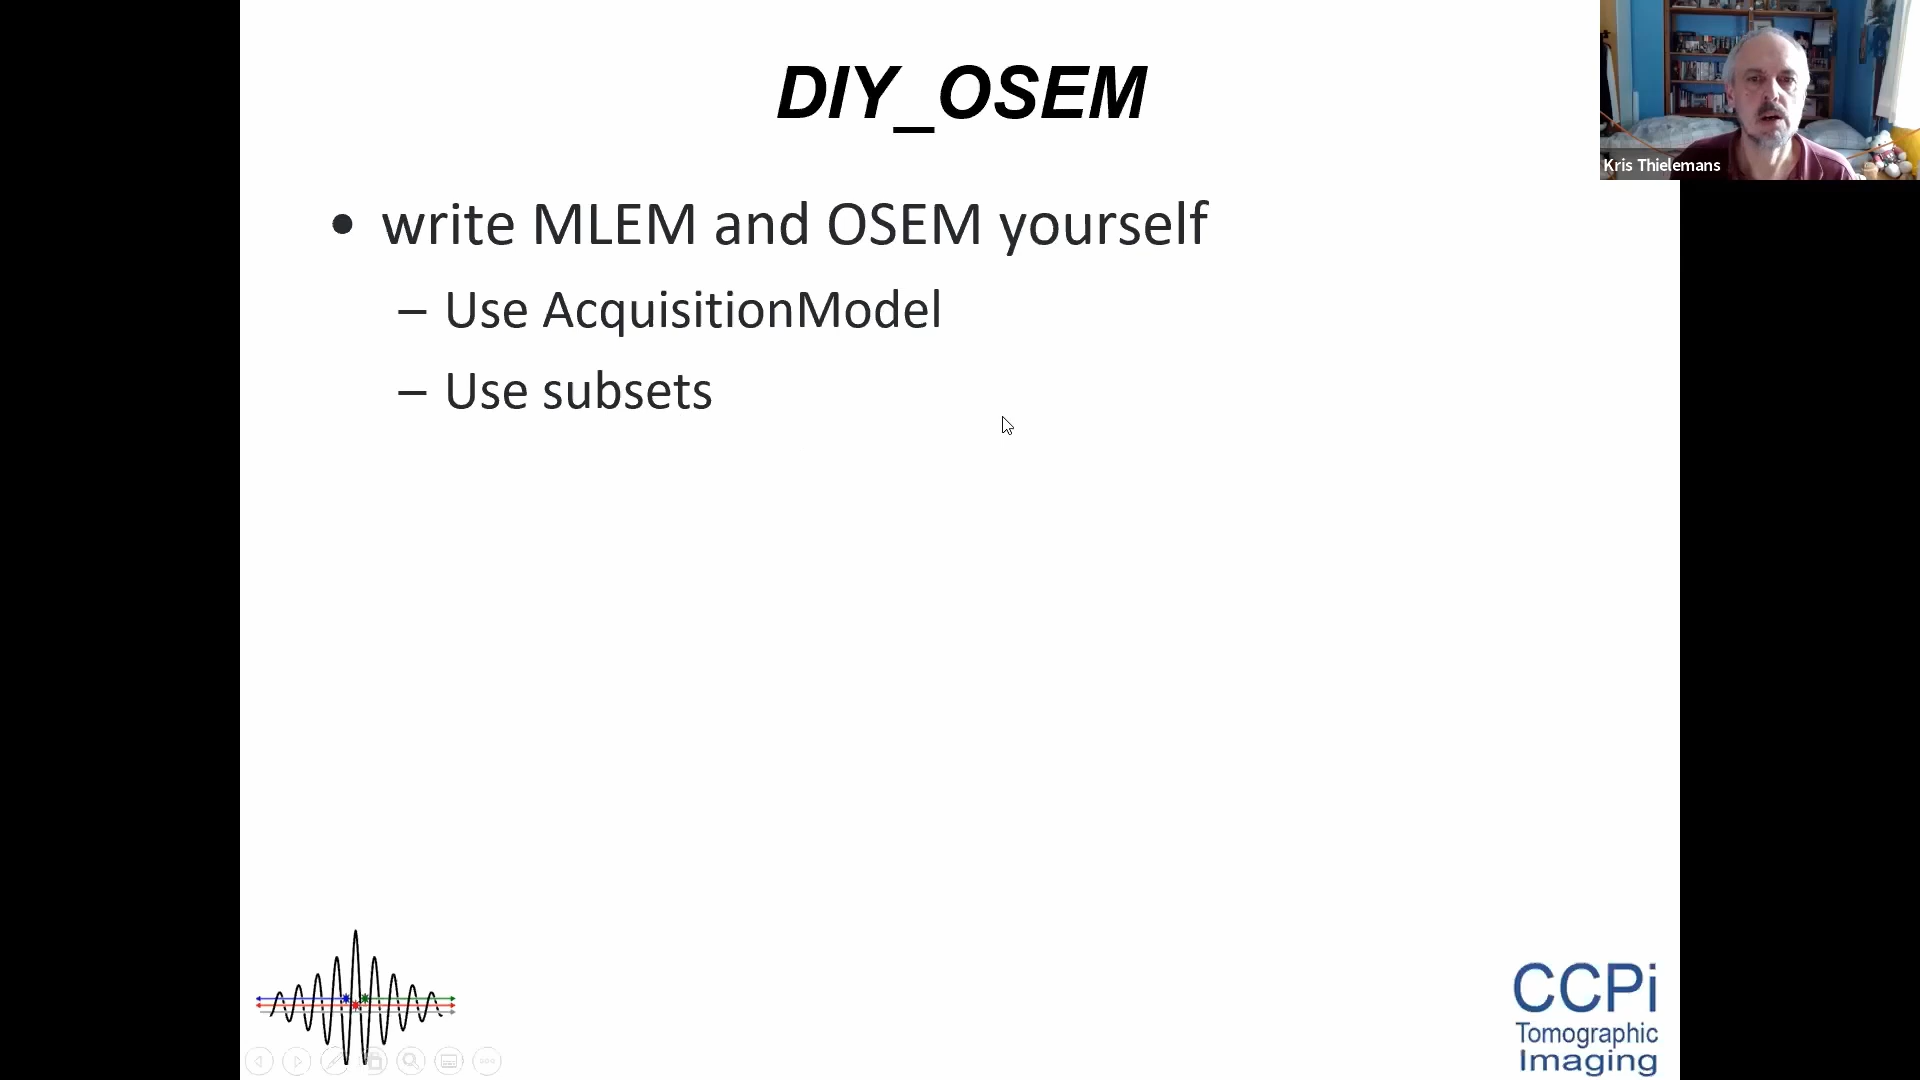 DIY_OSEM
Kris Thielemans
• write MLEM and OSEM yourself
– Use AcquisitionModel
– Use subsets
CCPi
Tomographic
Imaging